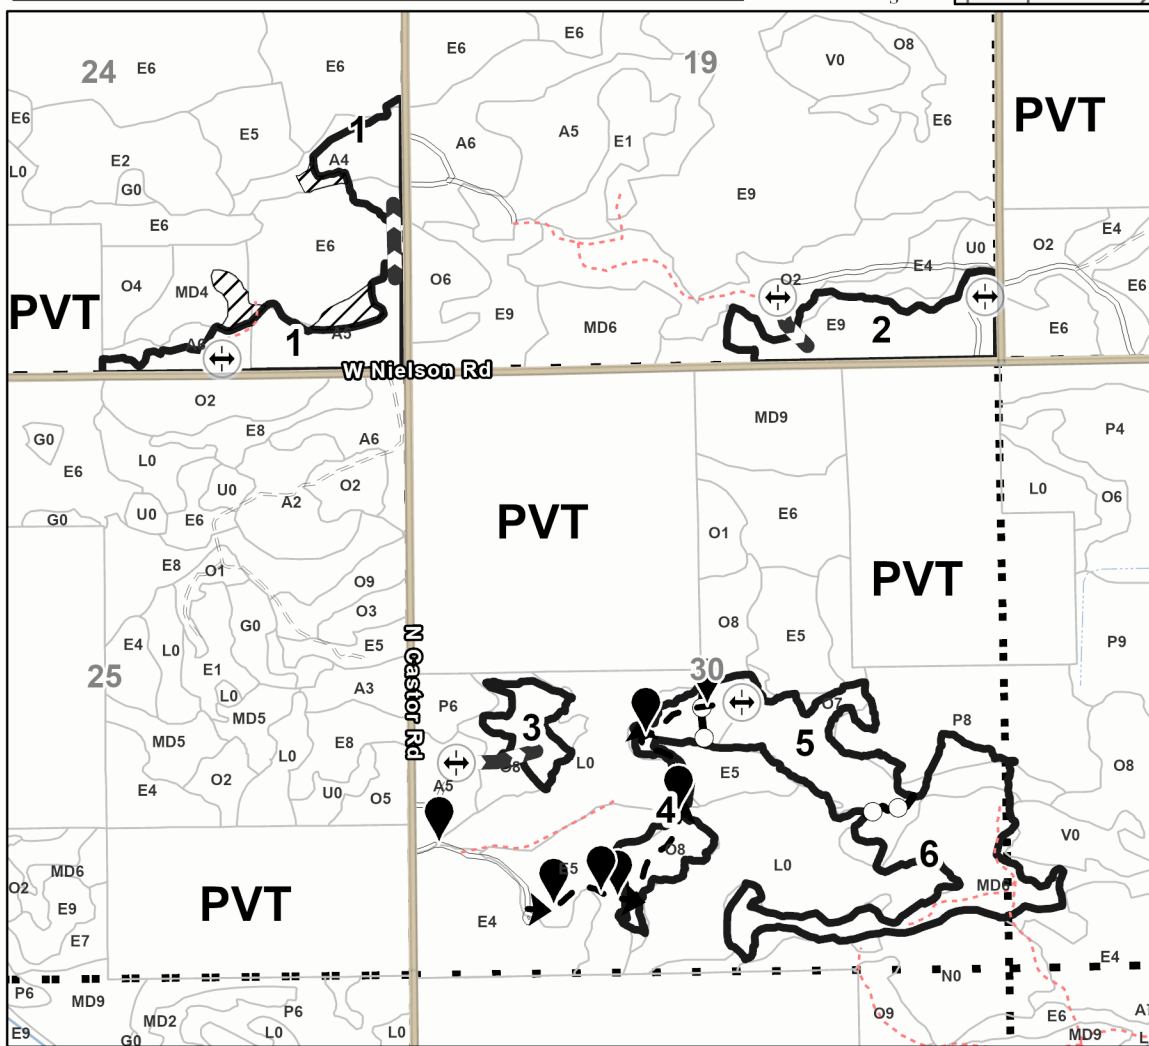 E6
E6
19
O8
V0
24
E6
E6
PVT
E6
1
E5
A5
E6
A6
E1
E2
A4
L0
G0
E9
E6
E4
E6
U0
O2
E4
O6
O2
O4
MD4
E6
PVT
E9
MD6
E9
2
E6
A6
1
A5
W Nielson Rd
O2
MD9
E8
A6
P4
G0
L0
E6
O2
U0
L0
O6
A2
U0
E6
G0
PVT
E6
O1
E8
O1
O9
PVT
O3
G0
O8
E5
N Castor Rd
E4
L0
E5
P9
E1
30
25
A3
L0
P6
O7
MD5
P8
3
MD5
E8
5
L0
L0
O8
O8
E5
O2
A5
E4
U0
O5
4
V0
O8
6
MD6
E5
L0
O2
MD6
PVT
E9
E4
E7
E4
N0
P6
MD9
P6
O9
MD2
E6
E9
L0
L0
MD9
G0